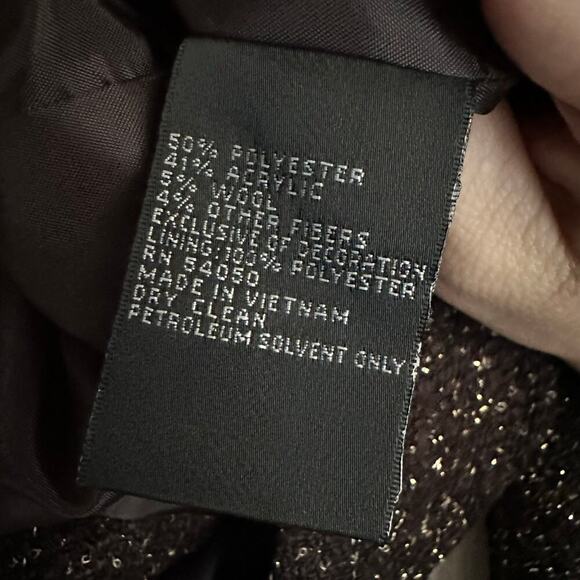 50% POLYESTER
41% ACRYLIC
5% WOOL
4% OTHER FIBERS
EXCLUSIVE OF DECORATION
LINING:100% POLYESTER
RN 54050
MADE IN VIETNAM
DRY CLEAN
PETROLEUM SOLVENT ONLY